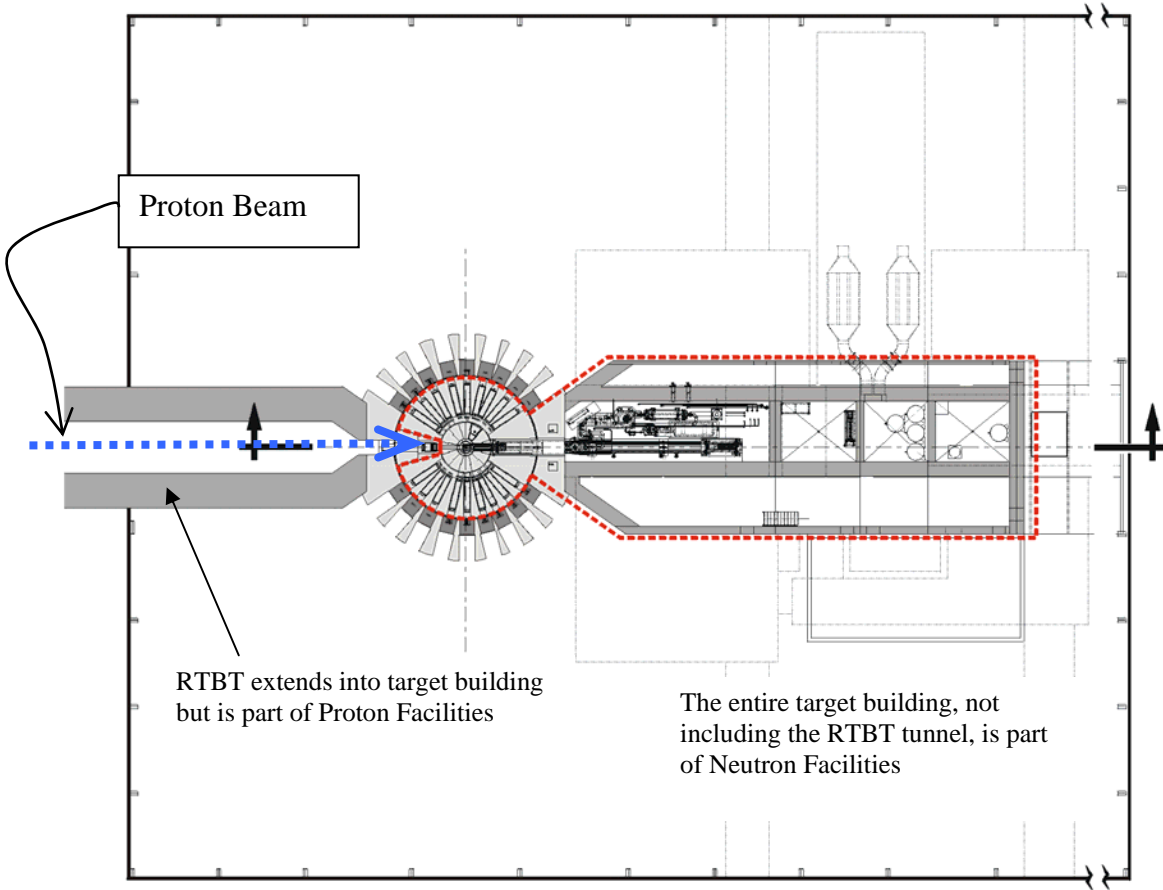 Proton Beam
RTBT extends into target building
but is part of Proton Facilities
The entire target building, not
including the RTBT tunnel, is part
of Neutron Facilities